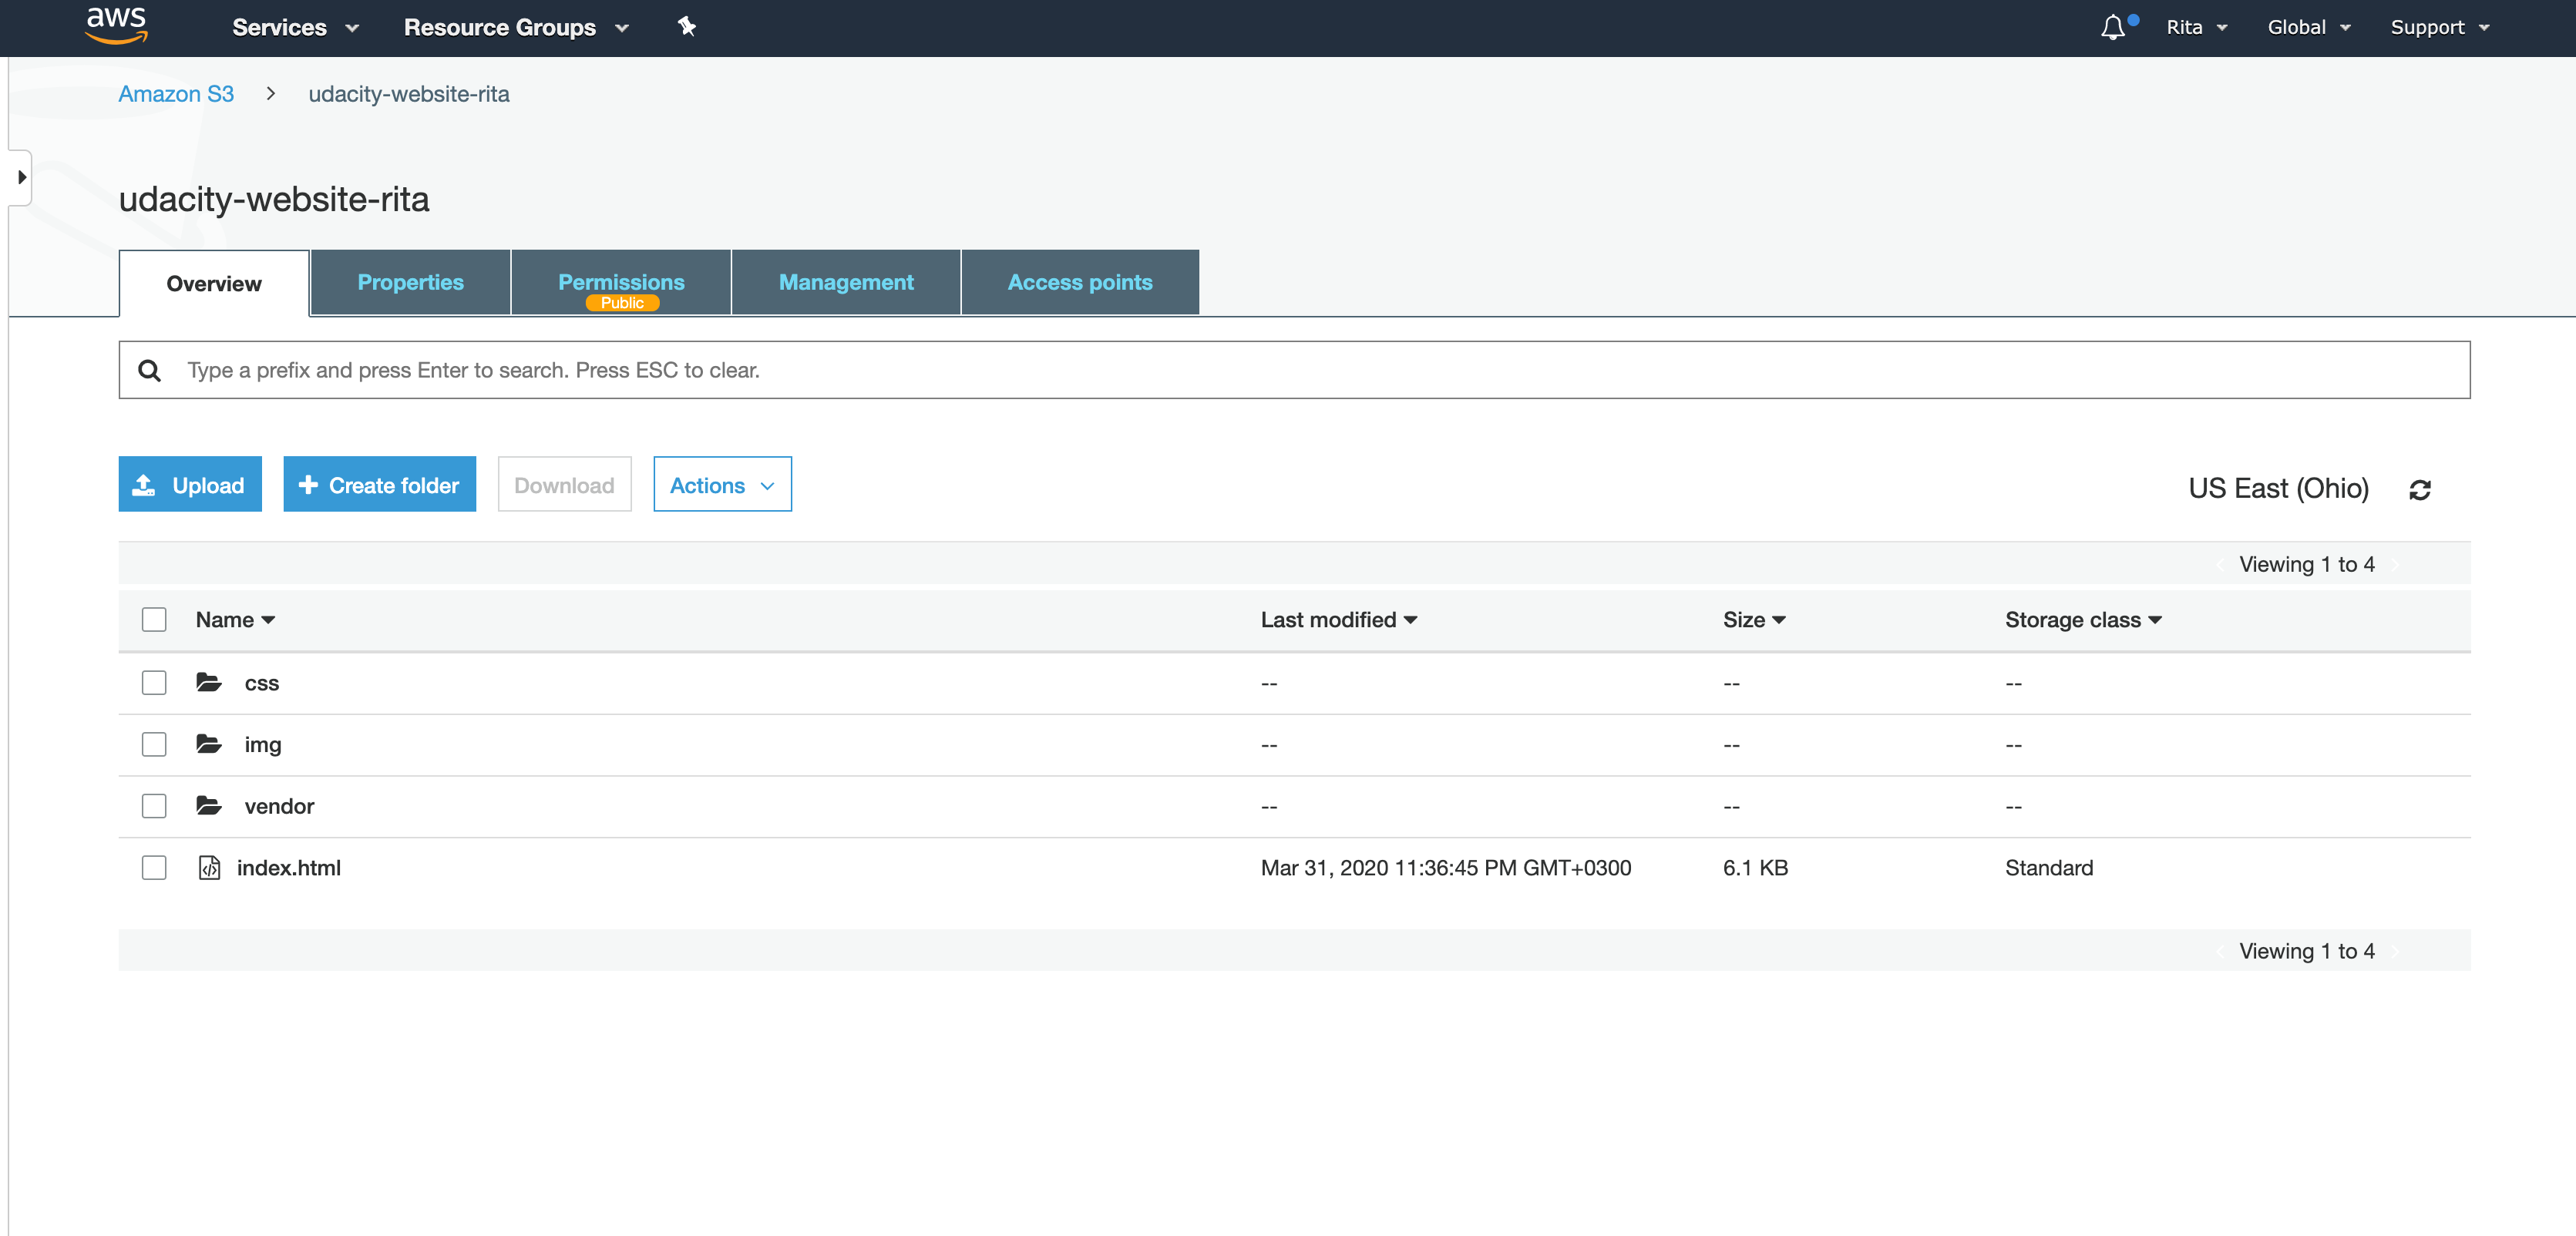 aws Services Resource Groups Rita Global Support
Amazon S3 > udacity-website-rita
udacity-website-rita
Overview Properties Permissions Management Access points
Public
Type a prefix and press Enter to search. Press ESC to clear.
Upload + Create folder Download Actions US East (Ohio)
Viewing 1 to 4
Name Last modified Size Storage class
css -- -- --
img -- -- --
vendor -- -- --
index.html Mar 31, 2020 11:36:45 PM GMT+0300 6.1 KB Standard
Viewing 1 to 4